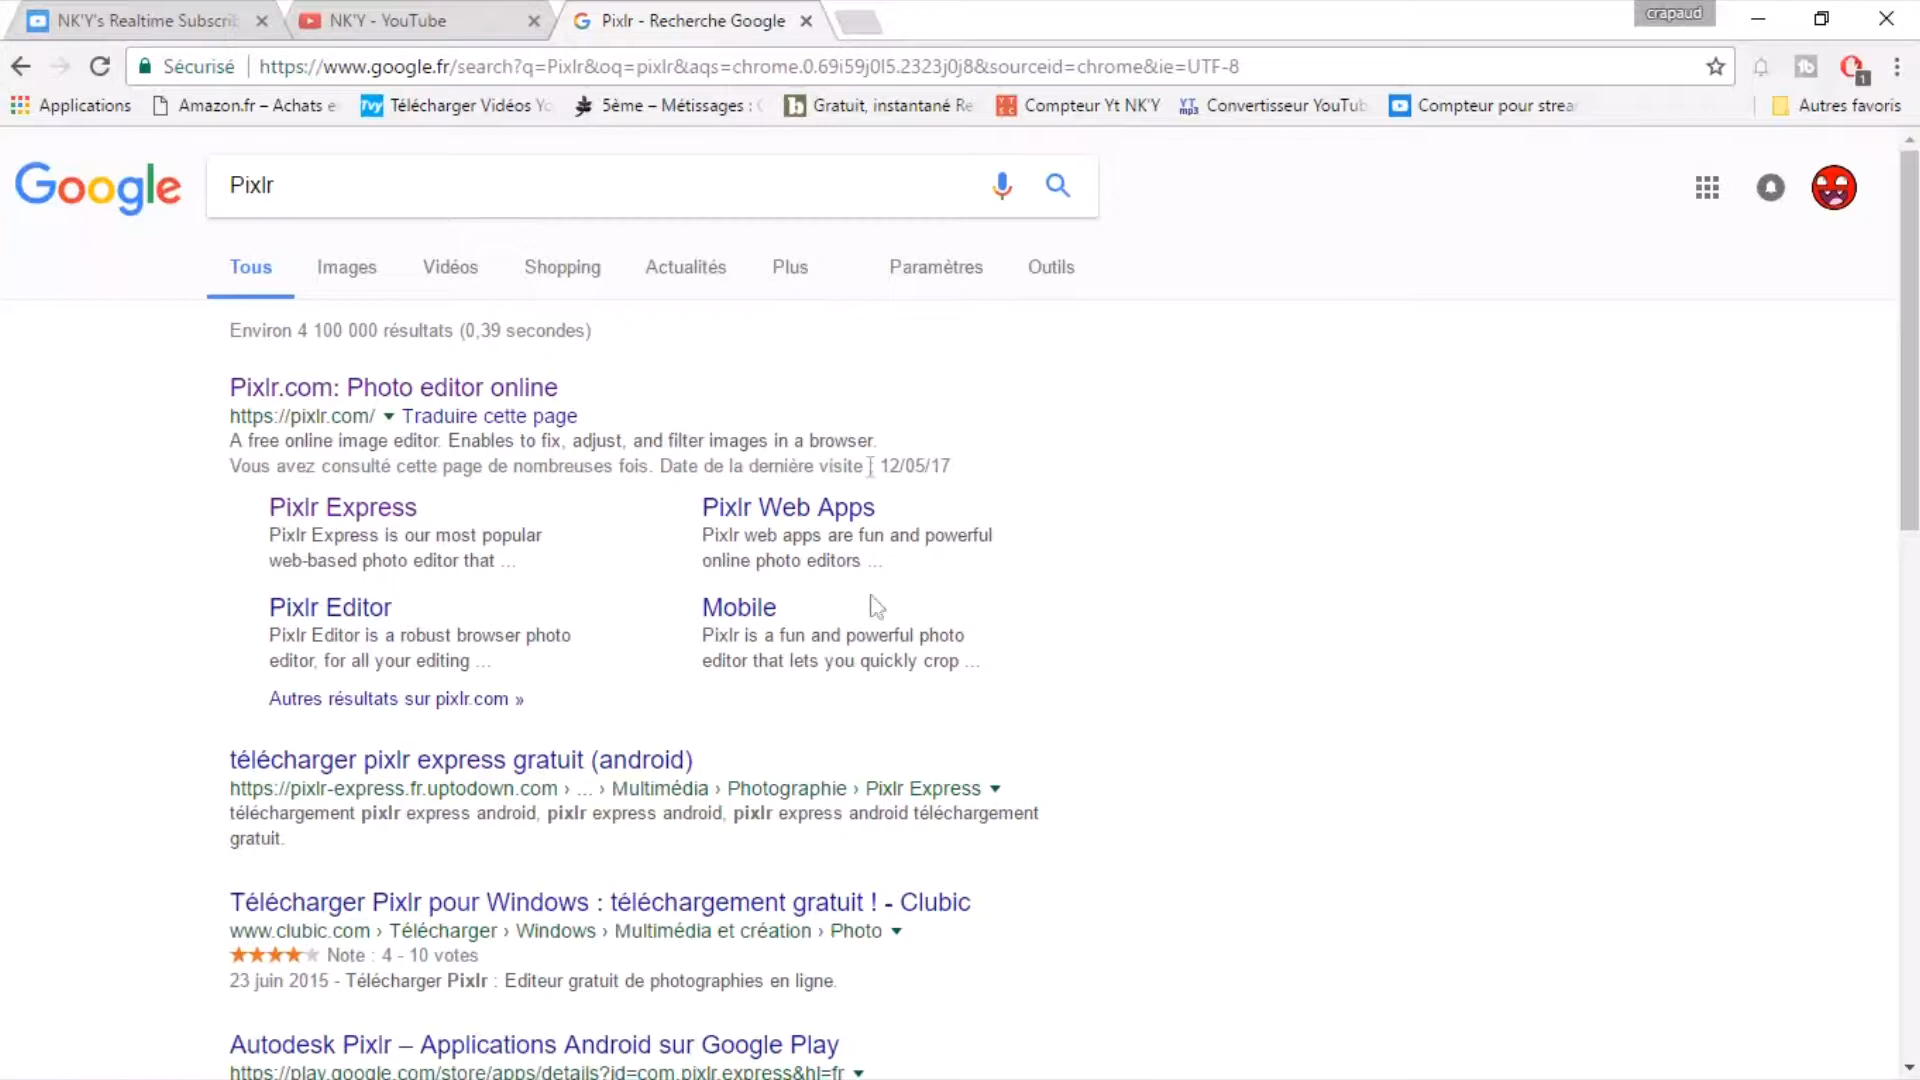 NK'Y's Realtime Subscri
NK'Y - YouTube
Pixlr - Recherche Google
crapaud
Sécurisé
https://www.google.fr/search?q=Pixlr&oq=pixlr&aqs=chrome.0.69i59j0l5.2323j0j8&sourceid=chrome&ie=UTF-8
1
Applications
Amazon.fr – Achats e
Tvy Télécharger Vidéos Yo
5ème – Métissages :
Gratuit, instantané Re
Compteur Yt NK'Y
Convertisseur YouTub
Compteur pour strea
Autres favoris
Google
Pixlr
Tous
Images
Vidéos
Shopping
Actualités
Plus
Paramètres
Outils
Environ 4 100 000 résultats (0,39 secondes)
Pixlr.com: Photo editor online
https://pixlr.com/ Traduire cette page
A free online image editor. Enables to fix, adjust, and filter images in a browser.
Vous avez consulté cette page de nombreuses fois. Date de la dernière visite : 12/05/17
Pixlr Express
Pixlr Express is our most popular
web-based photo editor that ...
Pixlr Web Apps
Pixlr web apps are fun and powerful
online photo editors ...
Pixlr Editor
Pixlr Editor is a robust browser photo
editor, for all your editing ...
Mobile
Pixlr is a fun and powerful photo
editor that lets you quickly crop ...
Autres résultats sur pixlr.com »
télécharger pixlr express gratuit (android)
https://pixlr-express.fr.uptodown.com › ... › Multimédia › Photographie › Pixlr Express
téléchargement pixlr express android, pixlr express android, pixlr express android téléchargement
gratuit.
Télécharger Pixlr pour Windows : téléchargement gratuit ! - Clubic
www.clubic.com › Télécharger › Windows › Multimédia et création › Photo
Note : 4 - 10 votes
23 juin 2015 - Télécharger Pixlr : Editeur gratuit de photographies en ligne.
Autodesk Pixlr – Applications Android sur Google Play
https://play.google.com/store/apps/details?id=com.pixlr.express&hl=fr